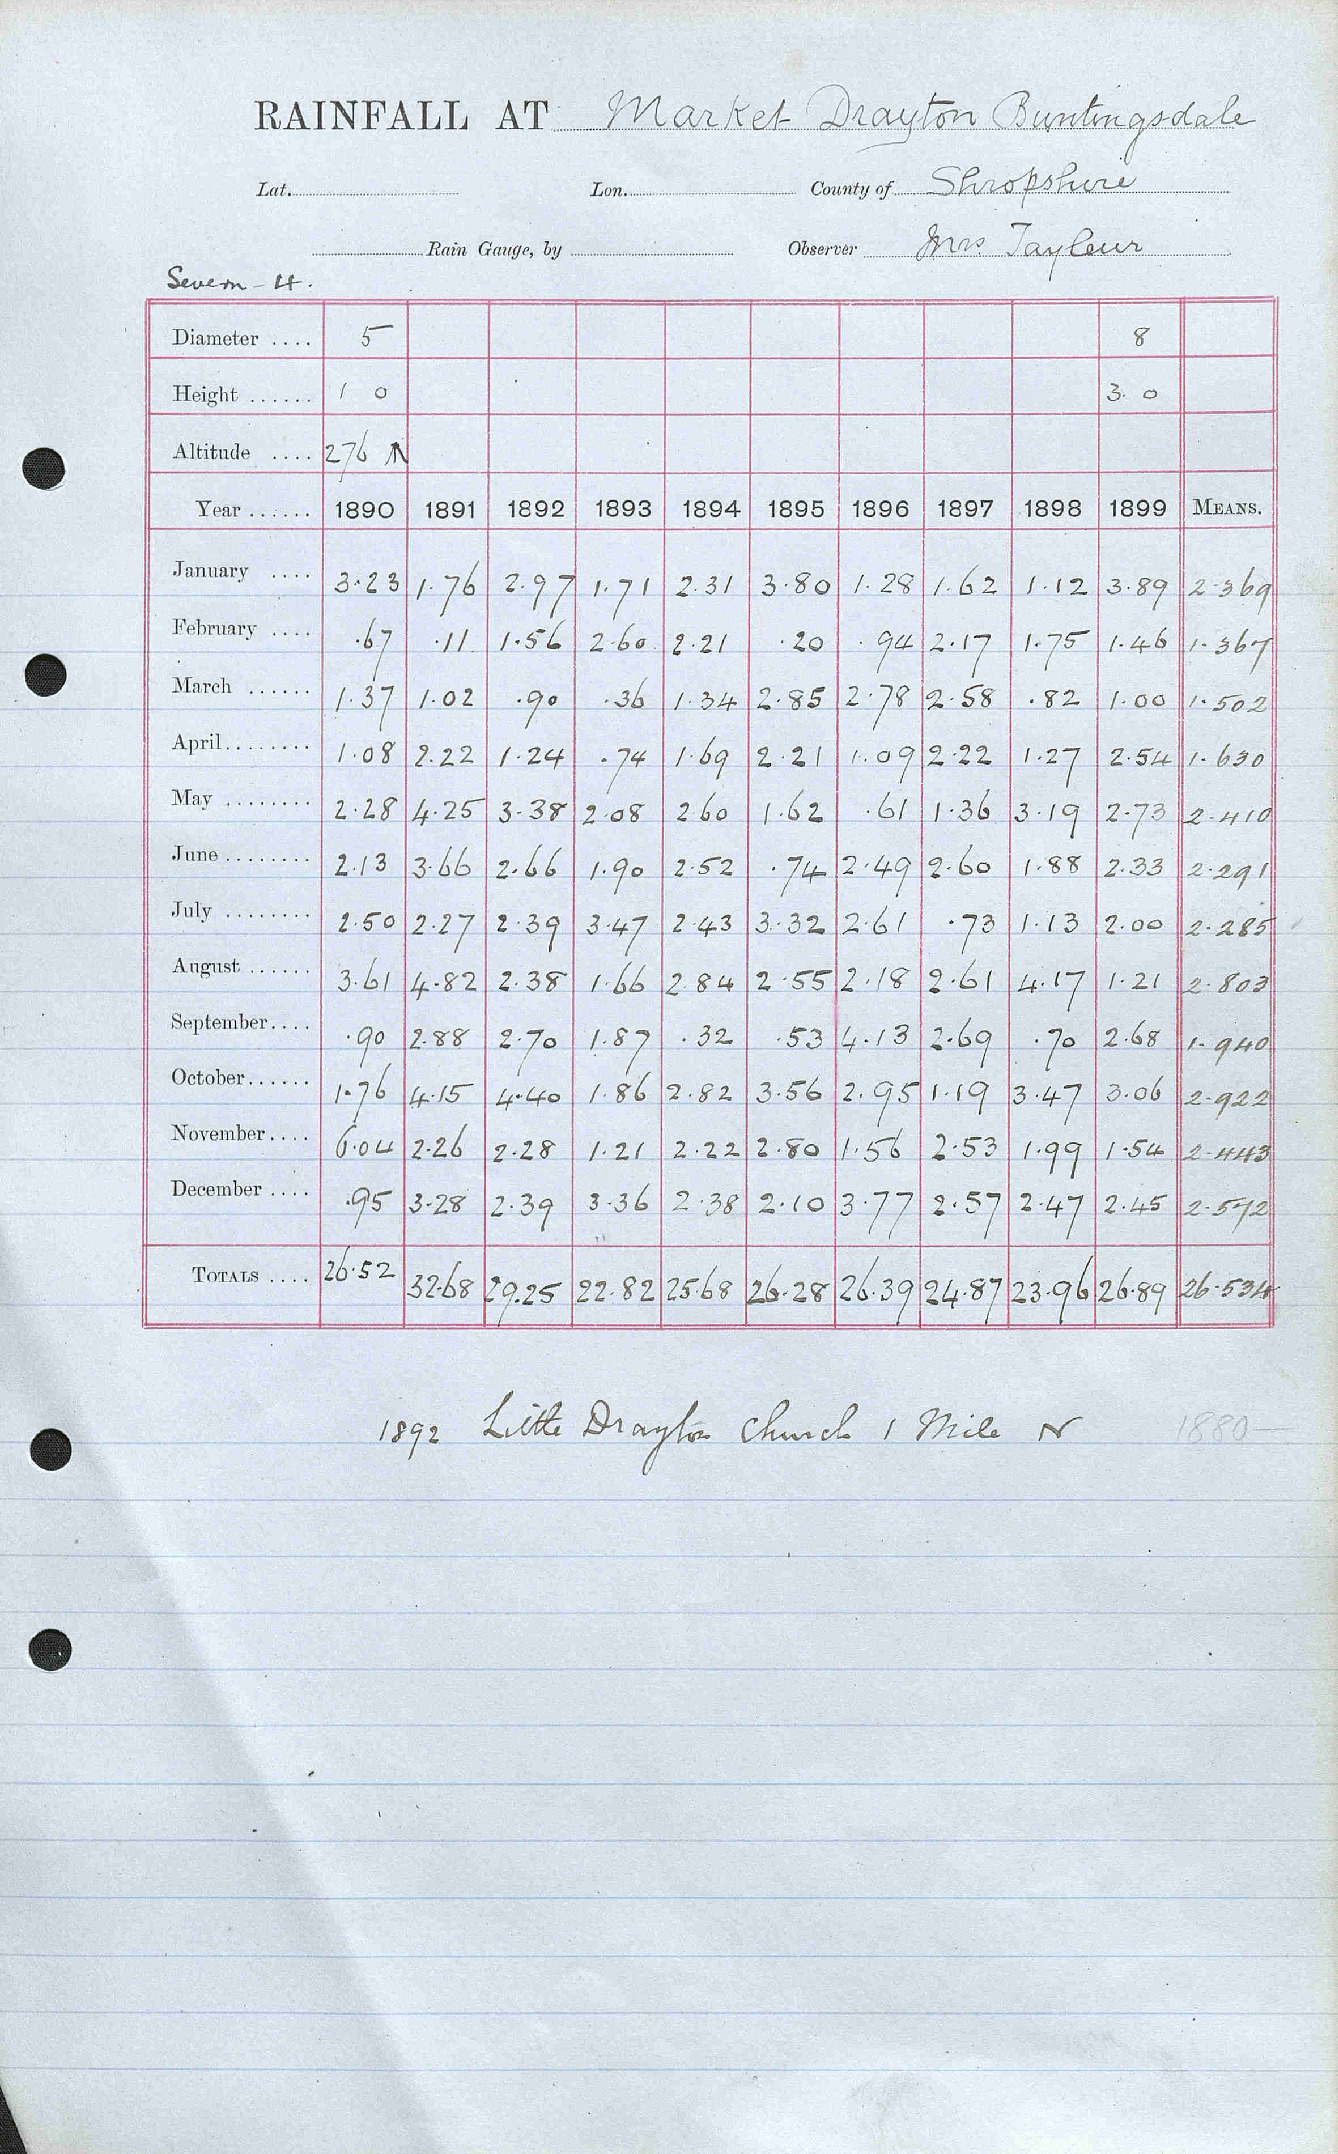 RAINFALL AT Market Drayton Buntingsdale
Lat. Lon. County of Shropshire
Rain Gauge, by Observer Mrs Tayleur
Severn - 4.
Diameter .... 5 8
Height ...... 1 0 3. 0
Altitude .... 276
Year ...... 1890 1891 1892 1893 1894 1895 1896 1897 1898 1899 MEANS.
January .... 3.23 1.76 2.97 1.71 2.31 3.80 1.28 1.62 1.12 3.89 2.369
February .... .67 .11 1.56 2.60 2.21 .20 .94 2.17 1.75 1.46 1.367
March ...... 1.37 1.02 .90 .36 1.34 2.85 2.78 2.58 .82 1.00 1.502
April........ 1.08 2.22 1.24 .74 1.69 2.21 1.09 2.22 1.27 2.54 1.630
May ........ 2.28 4.25 3.38 2.08 2.60 1.62 .61 1.36 3.19 2.73 2.410
June ........ 2.13 3.66 2.66 1.90 2.52 .74 2.49 2.60 1.88 2.33 2.291
July ........ 2.50 2.27 2.39 3.47 2.43 3.32 2.61 .73 1.13 2.00 2.285
August ...... 3.61 4.82 2.38 1.66 2.84 2.55 2.18 2.61 4.17 1.21 2.803
September.... .90 2.88 2.70 1.87 .32 .53 4.13 2.69 .70 2.68 1.940
October...... 1.76 4.15 4.40 1.86 2.82 3.56 2.95 1.19 3.47 3.06 2.922
November.... 6.04 2.26 2.28 1.21 2.22 2.80 1.56 2.53 1.99 1.54 2.443
December .... .95 3.28 2.39 3.36 2.38 2.10 3.77 2.57 2.47 2.45 2.572
TOTALS .... 26.52 32.68 29.25 22.82 25.68 26.28 26.39 24.87 23.96 26.89 26.534
1892 Little Drayton Church 1 Mile N 1880—